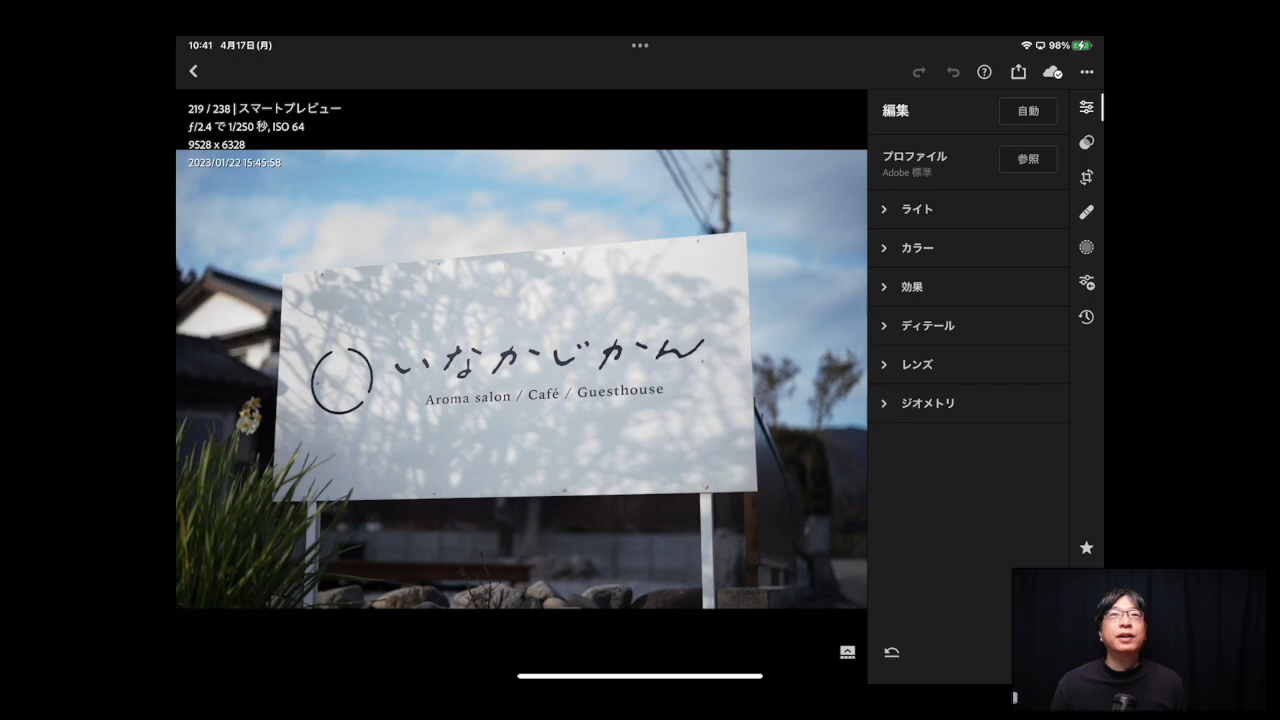 10:41 4月17日(月)
98%
219 / 238 | スマートプレビュー
ƒ/2.4 で 1/250 秒, ISO 64
9528 x 6328
2023/01/22 15:45:58
編集
自動
プロファイル
Adobe 標準
参照
ライト
カラー
効果
ディテール
レンズ
ジオメトリ
いなかじかん
Aroma salon / Café / Guesthouse